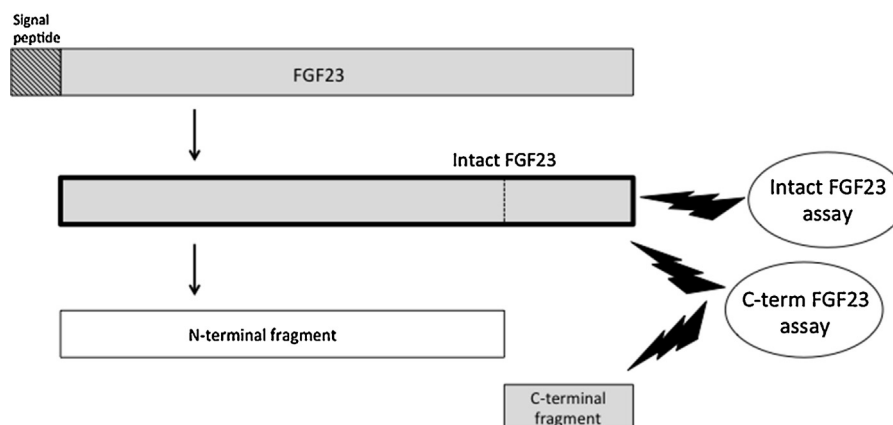 Signal
peptide
FGF23
Intact FGF23
Intact FGF23
assay
N-terminal fragment
C-term FGF23
assay
C-terminal
fragment